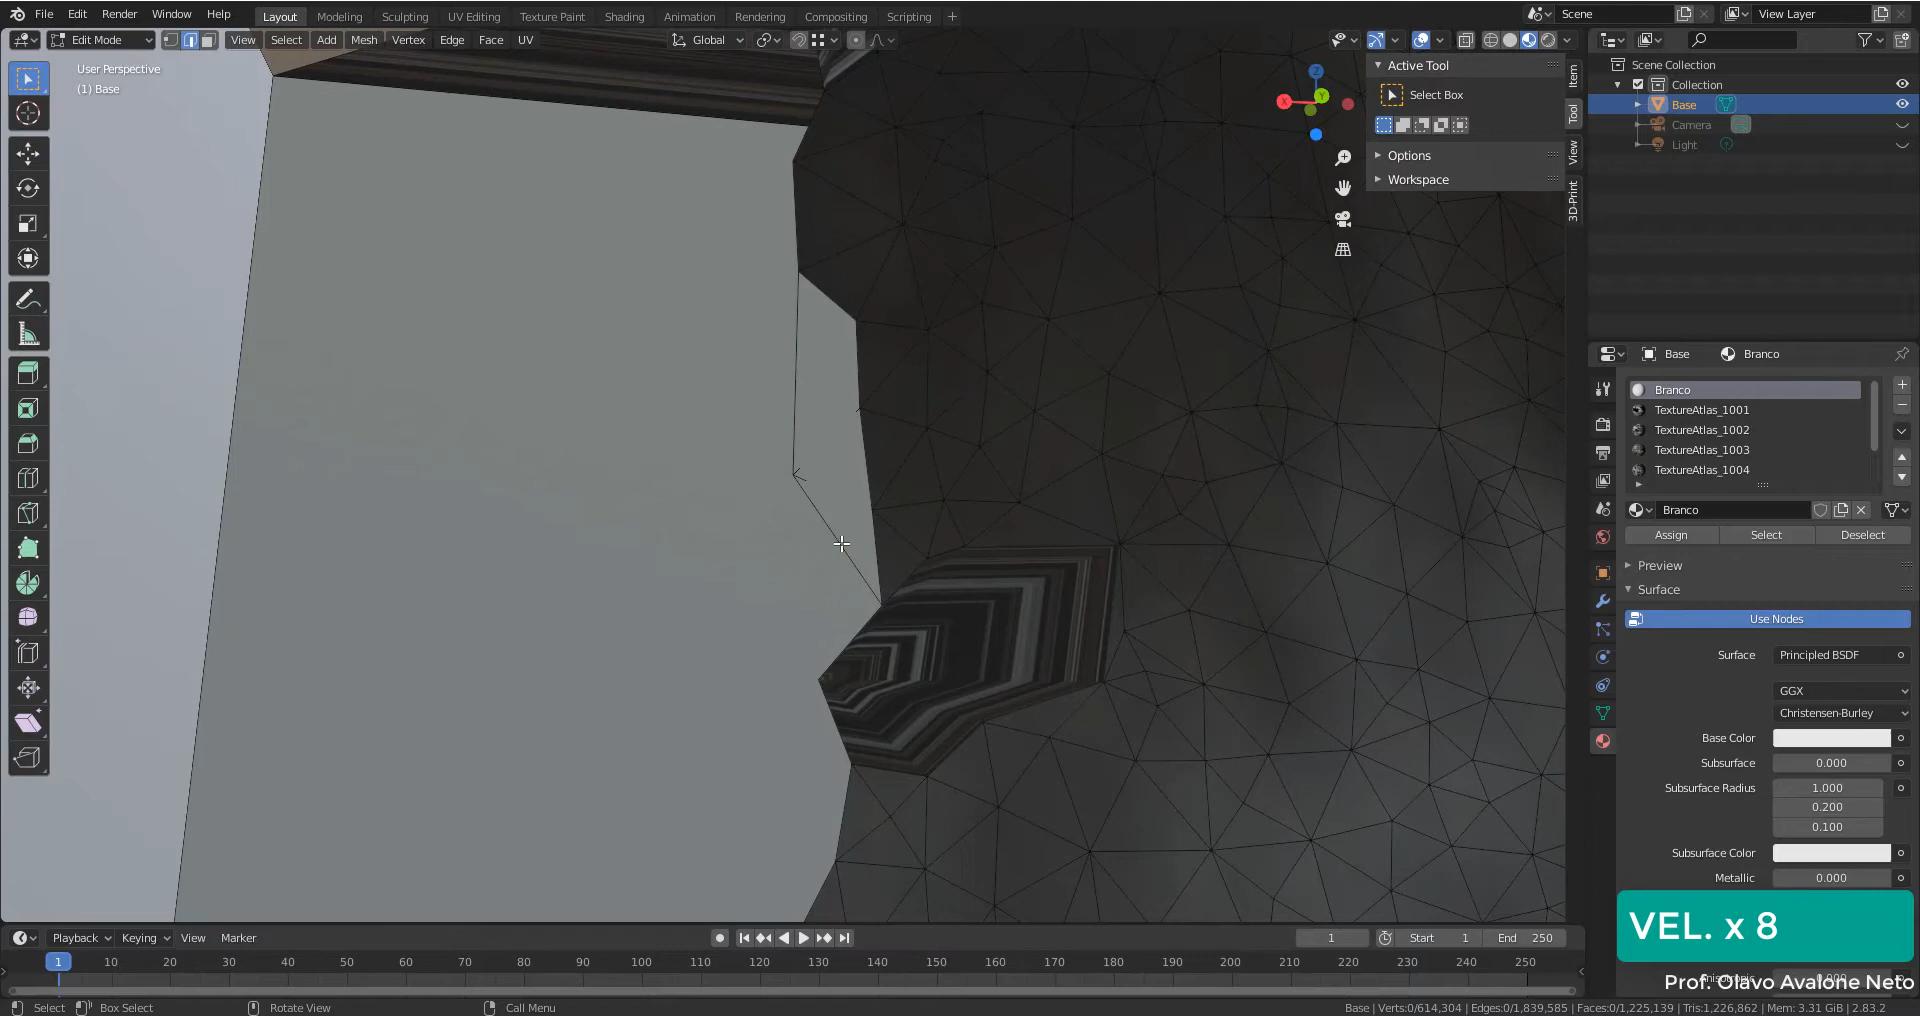 File Edit Render Window Help Layout Modeling Sculpting UV Editing Texture Paint Shading Animation Rendering Compositing Scripting + Scene View Layer
Edit Mode View Select Add Mesh Vertex Edge Face UV Global
User Perspective
(1) Base
X Y Z
Active Tool
Select Box
Options
Workspace
Item
Tool
View
3D-Print
Scene Collection
Collection
Base
Camera
Light
Base Branco
Branco
TextureAtlas_1001
TextureAtlas_1002
TextureAtlas_1003
TextureAtlas_1004
Branco
Assign Select Deselect
Preview
Surface
Use Nodes
Surface Principled BSDF
GGX
Christensen-Burley
Base Color
Subsurface 0.000
Subsurface Radius 1.000
0.200
0.100
Subsurface Color
Metallic 0.000
VEL. x 8
Prof. Olavo Avalone Neto
Playback Keying View Marker 1 Start 1 End 250
1 10 20 30 40 50 60 70 80 90 100 110 120 130 140 150 160 170 180 190 200 210 220 230 240 250
Select Box Select Rotate View Call Menu Base | Verts:0/614,304 | Edges:0/1,839,585 | Faces:0/1,225,139 | Tris:1,226,862 | Mem: 3.31 GiB | 2.83.2